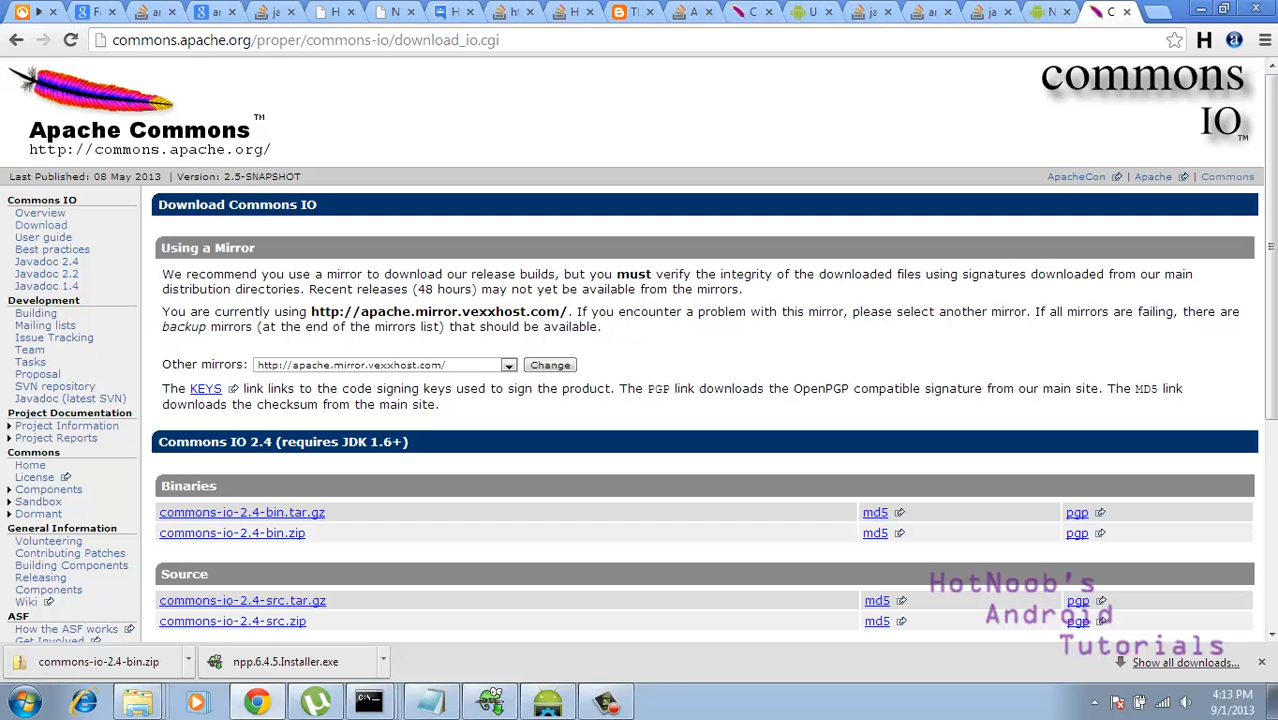 commons.apache.org/proper/commons-io/download_io.cgi
Apache Commons ™
http://commons.apache.org/
commons
IO™
Last Published: 08 May 2013 | Version: 2.5-SNAPSHOT
ApacheCon | Apache | Commons
Commons IO
Overview
Download
User guide
Best practices
Javadoc 2.4
Javadoc 2.2
Javadoc 1.4
Development
Building
Mailing lists
Issue Tracking
Team
Tasks
Proposal
SVN repository
Javadoc (latest SVN)
Project Documentation
Project Information
Project Reports
Commons
Home
License
Components
Sandbox
Dormant
General Information
Volunteering
Contributing Patches
Building Components
Releasing
Components
Wiki
ASF
How the ASF works
Get Involved
Download Commons IO
Using a Mirror
We recommend you use a mirror to download our release builds, but you must verify the integrity of the downloaded files using signatures downloaded from our main
distribution directories. Recent releases (48 hours) may not yet be available from the mirrors.
You are currently using http://apache.mirror.vexxhost.com/. If you encounter a problem with this mirror, please select another mirror. If all mirrors are failing, there are
backup mirrors (at the end of the mirrors list) that should be available.
Other mirrors: http://apache.mirror.vexxhost.com/ Change
The KEYS link links to the code signing keys used to sign the product. The PGP link downloads the OpenPGP compatible signature from our main site. The MD5 link
downloads the checksum from the main site.
Commons IO 2.4 (requires JDK 1.6+)
Binaries
commons-io-2.4-bin.tar.gz md5 pgp
commons-io-2.4-bin.zip md5 pgp
Source
commons-io-2.4-src.tar.gz md5 pgp
commons-io-2.4-src.zip md5 pgp
HotNoob's
Android
Tutorials
commons-io-2.4-bin.zip
npp.6.4.5.Installer.exe
Show all downloads...
4:13 PM
9/1/2013